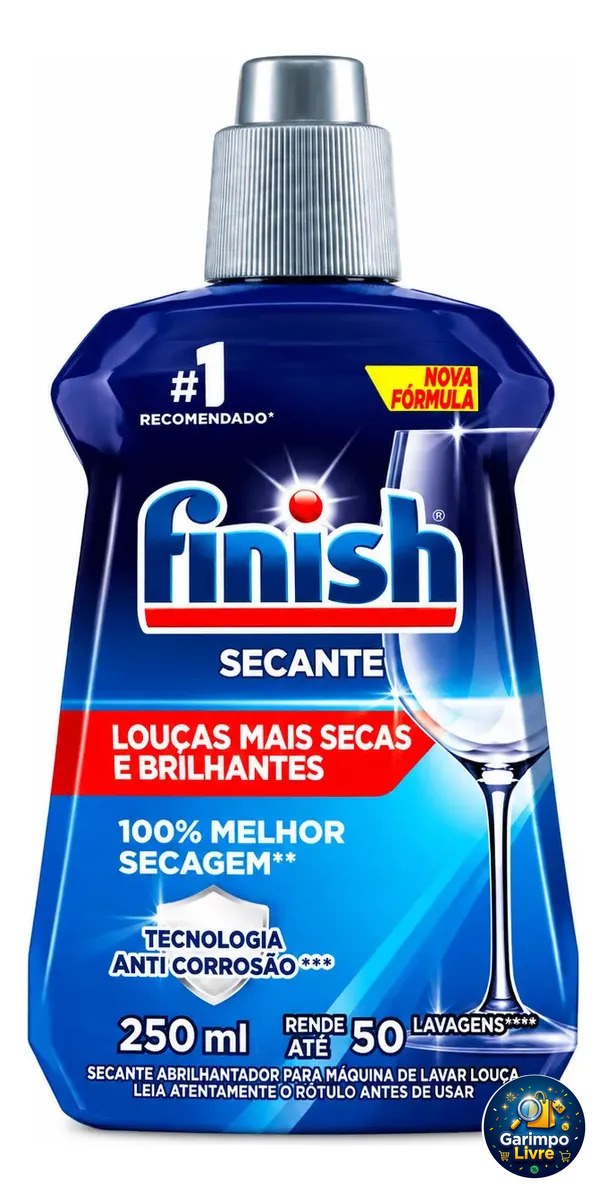 #1
RECOMENDADO*
NOVA
FÓRMULA
finish®
SECANTE
LOUÇAS MAIS SECAS
E BRILHANTES
100% MELHOR
SECAGEM**
TECNOLOGIA
ANTI CORROSÃO***
250 ml
RENDE
ATÉ 50 LAVAGENS****
SECANTE ABRILHANTADOR PARA MÁQUINA DE LAVAR LOUÇA
LEIA ATENTAMENTE O RÓTULO ANTES DE USAR
Garimpo
Livre